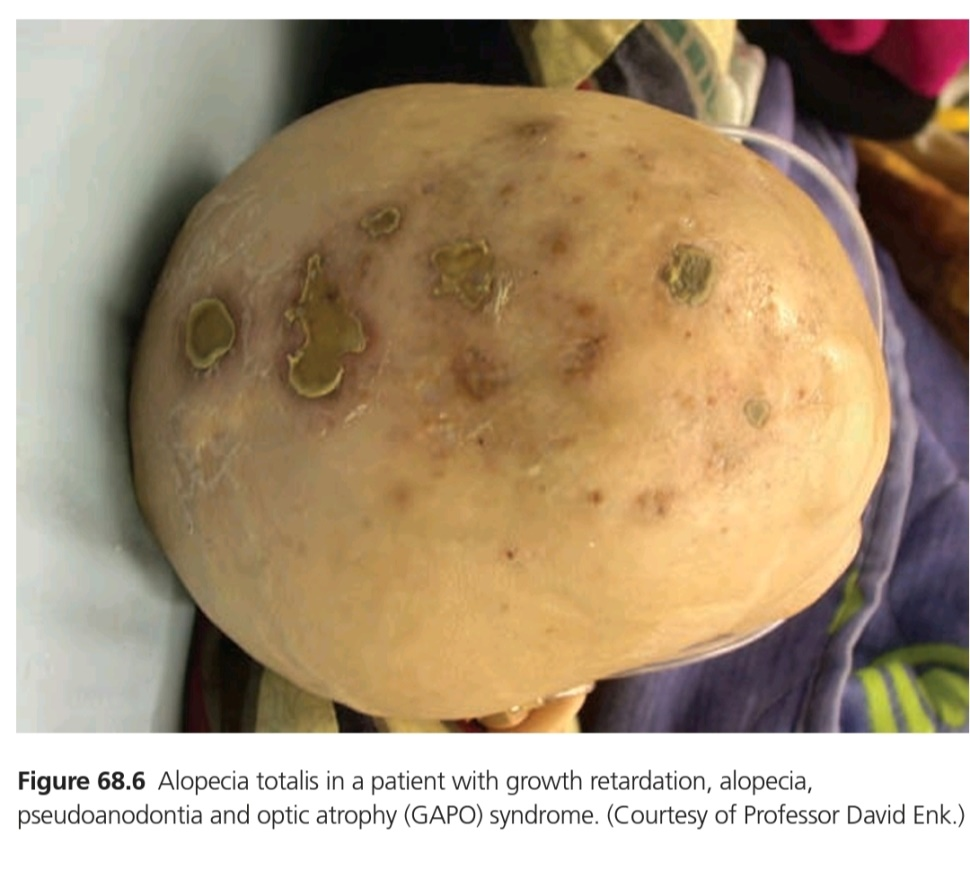 Figure 68.6 Alopecia totalis in a patient with growth retardation, alopecia,
pseudoanodontia and optic atrophy (GAPO) syndrome. (Courtesy of Professor David Enk.)